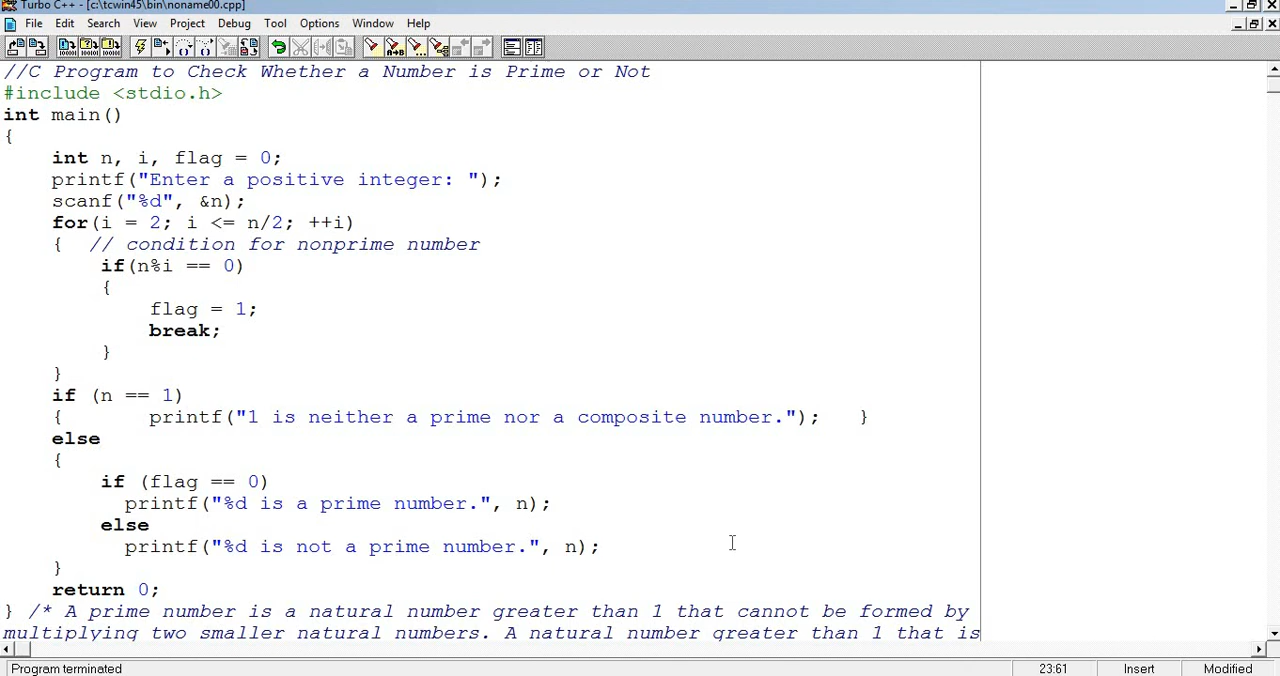 Turbo C++ - [c:\tcwin45\bin\noname00.cpp]
File Edit Search View Project Debug Tool Options Window Help
//C Program to Check Whether a Number is Prime or Not
#include <stdio.h>
int main()
{
int n, i, flag = 0;
printf("Enter a positive integer: ");
scanf("%d", &n);
for(i = 2; i <= n/2; ++i)
{ // condition for nonprime number
if(n%i == 0)
{
flag = 1;
break;
}
}
if (n == 1)
{ printf("1 is neither a prime nor a composite number."); }
else
{
if (flag == 0)
printf("%d is a prime number.", n);
else
printf("%d is not a prime number.", n);
}
return 0;
} /* A prime number is a natural number greater than 1 that cannot be formed by
multiplying two smaller natural numbers. A natural number greater than 1 that is
Program terminated 23:61 Insert Modified